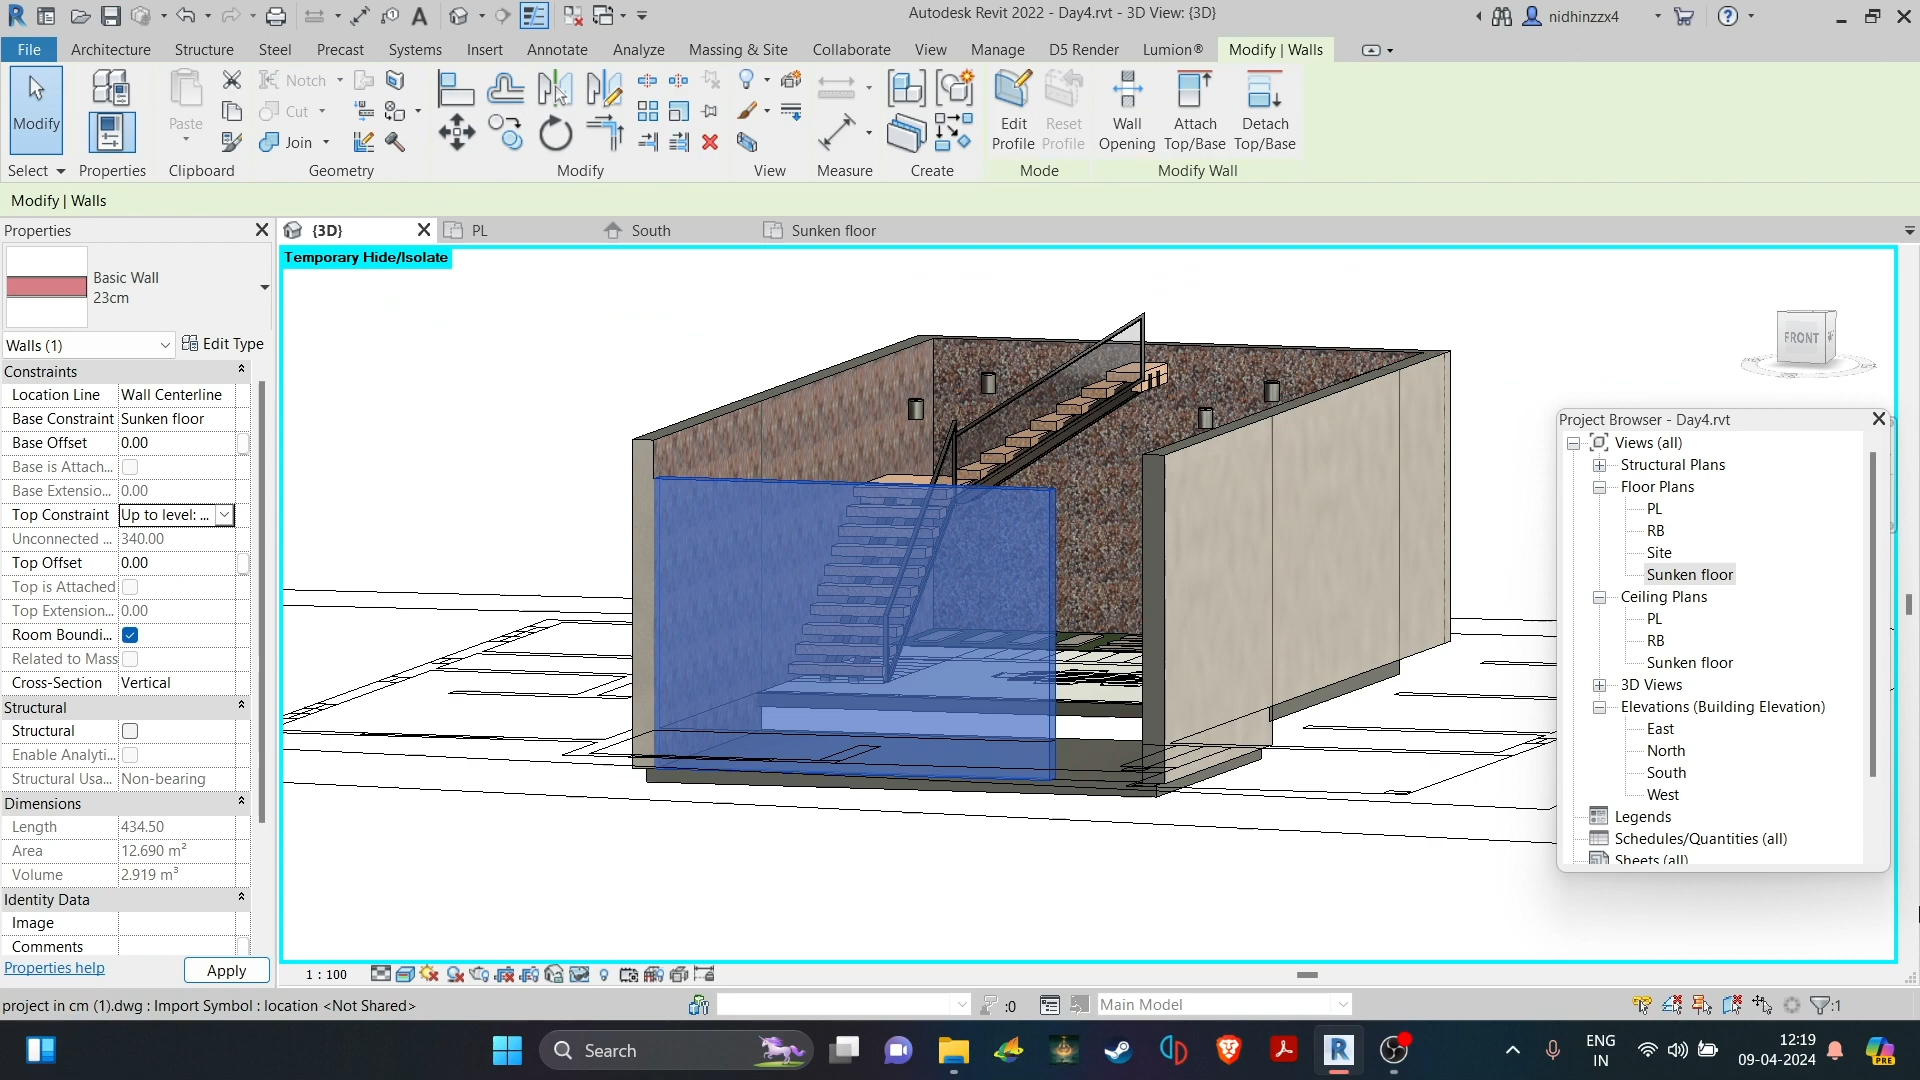 Autodesk Revit 2022 - Day4.rvt - 3D View: {3D}
nidhinzzx4
File Architecture Structure Steel Precast Systems Insert Annotate Analyze Massing & Site Collaborate View Manage D5 Render Lumion® Modify | Walls
Modify
Paste
Notch
Cut
Join
Edit Profile
Reset Profile
Wall Opening
Attach Top/Base
Detach Top/Base
Select Properties Clipboard Geometry Modify View Measure Create Mode Modify Wall
Modify | Walls
Properties
{3D} PL South Sunken floor
Temporary Hide/Isolate
Basic Wall
23cm
Walls (1) Edit Type
Constraints
Location Line Wall Centerline
Base Constraint Sunken floor
Base Offset 0.00
Base is Attach...
Base Extensio... 0.00
Top Constraint Up to level: ...
Unconnected ... 340.00
Top Offset 0.00
Top is Attached
Top Extension... 0.00
Room Boundi...
Related to Mass
Cross-Section Vertical
Structural
Structural
Enable Analyti...
Structural Usa... Non-bearing
Dimensions
Length 434.50
Area 12.690 m²
Volume 2.919 m³
Identity Data
Image
Comments
Properties help Apply
FRONT
Project Browser - Day4.rvt
Views (all)
Structural Plans
Floor Plans
PL
RB
Site
Sunken floor
Ceiling Plans
PL
RB
Sunken floor
3D Views
Elevations (Building Elevation)
East
North
South
West
Legends
Schedules/Quantities (all)
Sheets (all)
1 : 100
project in cm (1).dwg : Import Symbol : location <Not Shared>
:0
Main Model
:1
Search
ENG
IN
12:19
09-04-2024
PRE